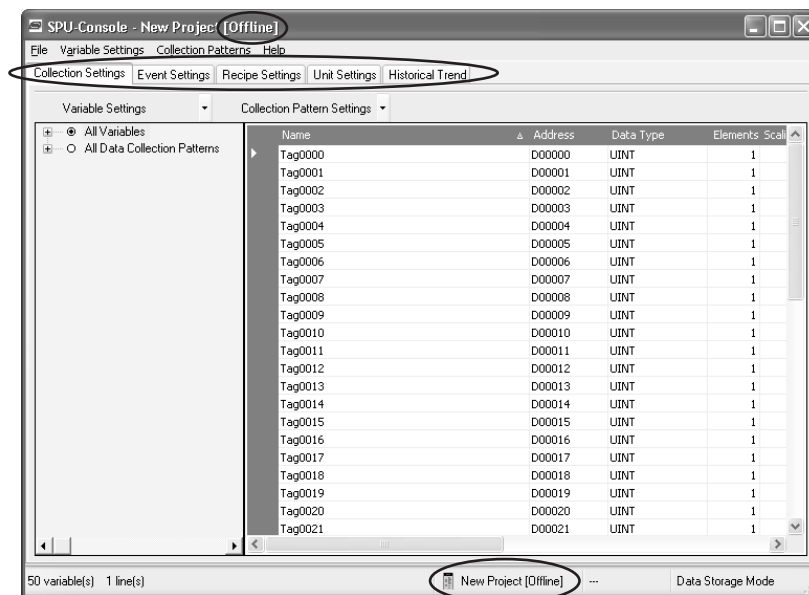 SPU-Console - New Project [Offline]
File Variable Settings Collection Patterns Help
Collection Settings Event Settings Recipe Settings Unit Settings Historical Trend
Variable Settings Collection Pattern Settings
All Variables
All Data Collection Patterns
Name Address Data Type Elements Scali
Tag0000 D00000 UINT 1
Tag0001 D00001 UINT 1
Tag0002 D00002 UINT 1
Tag0003 D00003 UINT 1
Tag0004 D00004 UINT 1
Tag0005 D00005 UINT 1
Tag0006 D00006 UINT 1
Tag0007 D00007 UINT 1
Tag0008 D00008 UINT 1
Tag0009 D00009 UINT 1
Tag0010 D00010 UINT 1
Tag0011 D00011 UINT 1
Tag0012 D00012 UINT 1
Tag0013 D00013 UINT 1
Tag0014 D00014 UINT 1
Tag0015 D00015 UINT 1
Tag0016 D00016 UINT 1
Tag0017 D00017 UINT 1
Tag0018 D00018 UINT 1
Tag0019 D00019 UINT 1
Tag0020 D00020 UINT 1
Tag0021 D00021 UINT 1
50 variable(s) 1 line(s) New Project [Offline] --- Data Storage Mode